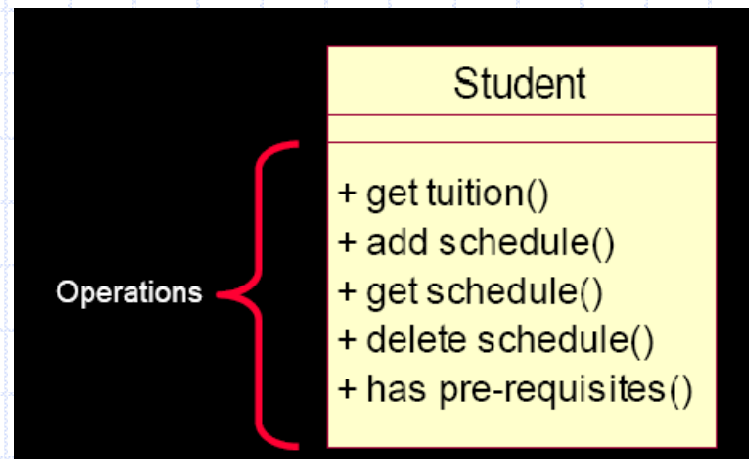 Student
+ get tuition()
+ add schedule()
Operations
+ get schedule()
+ delete schedule()
+ has pre-requisites()